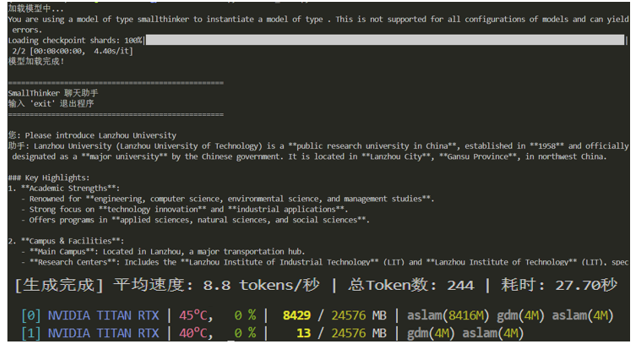 加载模型中...
You are using a model of type smallthinker to instantiate a model of type . This is not supported for all configurations of models and can yield
errors.
Loading checkpoint shards: 100%|
2/2 [00:08<00:00,  4.40s/it]
模型加载完成!
==================================================
SmallThinker 聊天助手
输入 'exit' 退出程序
==================================================
您: Please introduce Lanzhou University
助手: Lanzhou University (Lanzhou University of Technology) is a **public research university in China**, established in **1958** and officially
designated as a **major university** by the Chinese government. It is located in **Lanzhou City**, **Gansu Province**, in northwest China.
### Key Highlights:
1. **Academic Strengths**:
- Renowned for **engineering, computer science, environmental science, and management studies**.
- Strong focus on **technology innovation** and **industrial applications**.
- Offers programs in **applied sciences, natural sciences, and social sciences**.
2. **Campus & Facilities**:
- **Main Campus**: Located in Lanzhou, a major transportation hub.
- **Research Centers**: Includes the **Lanzhou Institute of Industrial Technology** (LIT) and **Lanzhou Institute of Technology** (LIT), spec
[生成完成] 平均速度: 8.8 tokens/秒 | 总Token数: 244 | 耗时: 27.70秒
[0] NVIDIA TITAN RTX | 45°C,   0 % |  8429 / 24576 MB | aslam(8416M) gdm(4M) aslam(4M)
[1] NVIDIA TITAN RTX | 40°C,   0 % |    13 / 24576 MB | gdm(4M) aslam(4M)